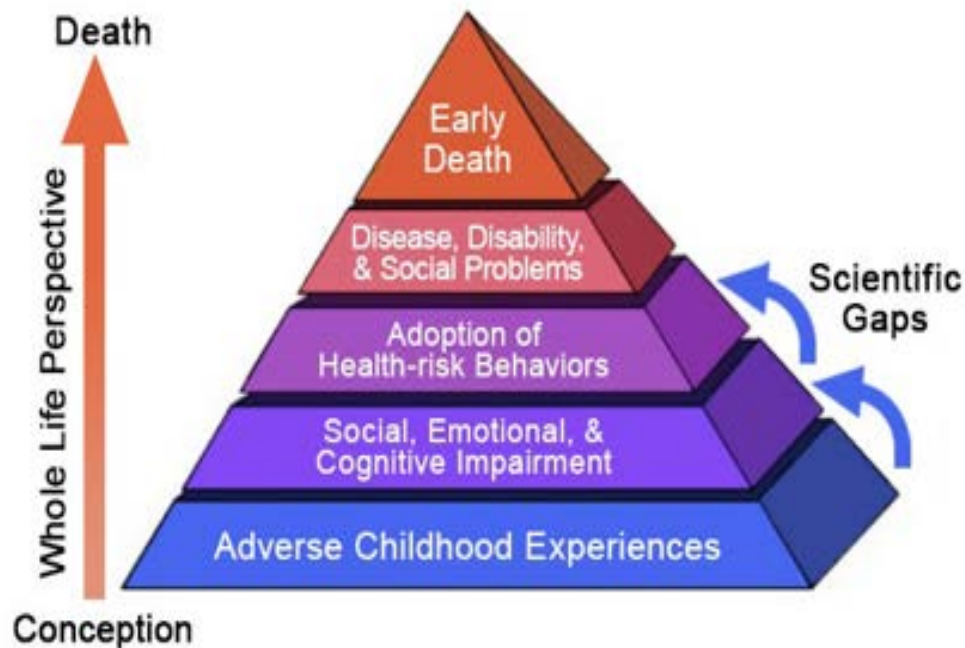 Death
Whole Life Perspective
Conception
Early
Death
Disease, Disability,
& Social Problems
Adoption of
Health-risk Behaviors
Social, Emotional, &
Cognitive Impairment
Adverse Childhood Experiences
Scientific
Gaps